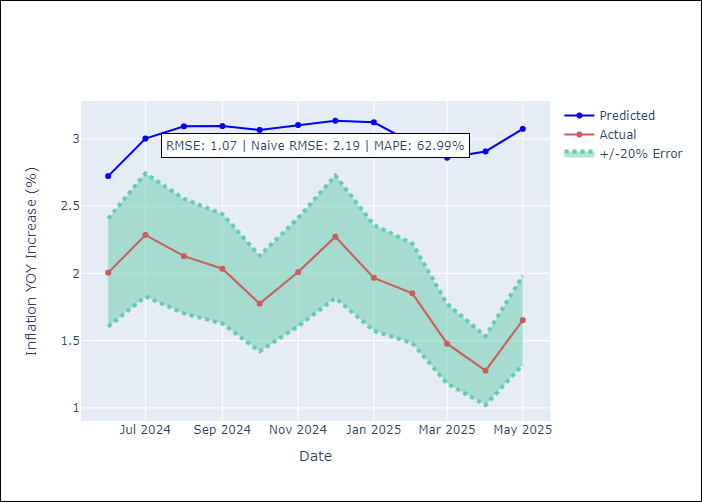 Predicted
Actual
+/-20% Error
RMSE: 1.07 | Naive RMSE: 2.19 | MAPE: 62.99%
3
2.5
2
1.5
1
Inflation YOY Increase (%)
Jul 2024 Sep 2024 Nov 2024 Jan 2025 Mar 2025 May 2025
Date